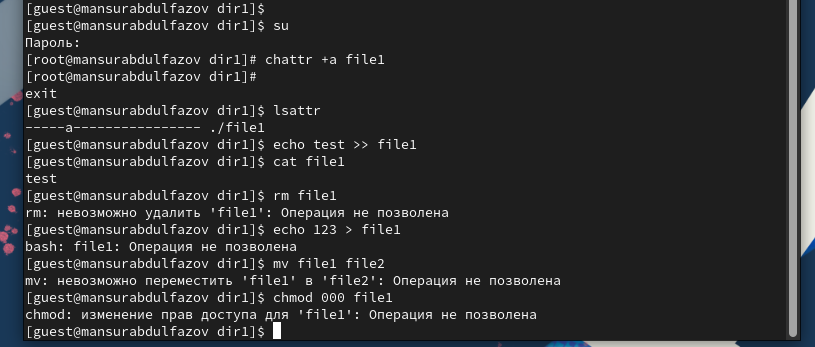 [guest@mansurabdulfazov dir1]$
[guest@mansurabdulfazov dir1]$ su
Пароль:
[root@mansurabdulfazov dir1]# chattr +a file1
[root@mansurabdulfazov dir1]#
exit
[guest@mansurabdulfazov dir1]$ lsattr
-----a---------------- ./file1
[guest@mansurabdulfazov dir1]$ echo test >> file1
[guest@mansurabdulfazov dir1]$ cat file1
test
[guest@mansurabdulfazov dir1]$ rm file1
rm: невозможно удалить 'file1': Операция не позволена
[guest@mansurabdulfazov dir1]$ echo 123 > file1
bash: file1: Операция не позволена
[guest@mansurabdulfazov dir1]$ mv file1 file2
mv: невозможно переместить 'file1' в 'file2': Операция не позволена
[guest@mansurabdulfazov dir1]$ chmod 000 file1
chmod: изменение прав доступа для 'file1': Операция не позволена
[guest@mansurabdulfazov dir1]$